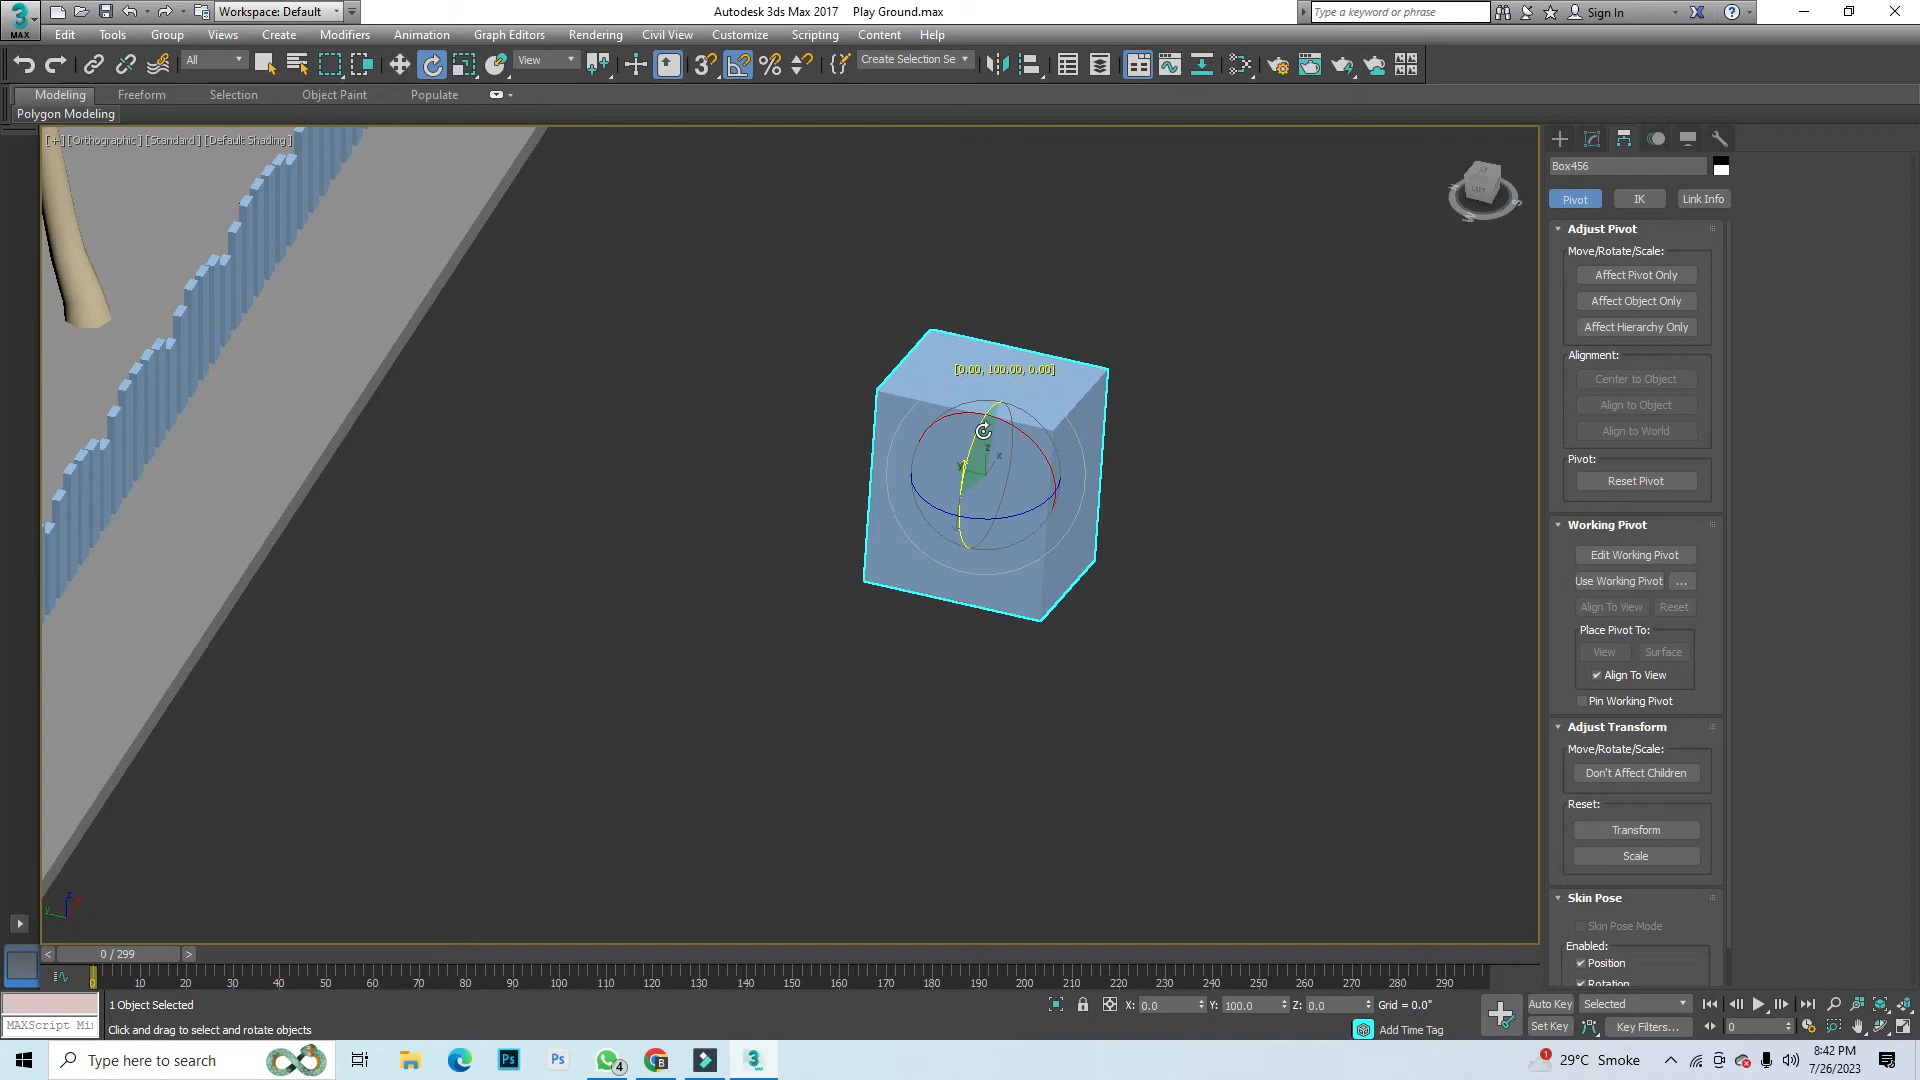 Workspace: Default
Autodesk 3ds Max 2017 Play Ground.max
Type a keyword or phrase
Sign In
MAX
Edit Tools Group Views Create Modifiers Animation Graph Editors Rendering Civil View Customize Scripting Content Help
All
View
Create Selection Se
Modeling Freeform Selection Object Paint Populate
Polygon Modeling
[+] [Orthographic] [Standard] [Default Shading]
Box456
Pivot IK Link Info
Adjust Pivot
Move/Rotate/Scale:
Affect Pivot Only
Affect Object Only
Affect Hierarchy Only
Alignment:
Center to Object
Align to Object
Align to World
Pivot:
Reset Pivot
Working Pivot
Edit Working Pivot
Use Working Pivot ...
Align To View Reset
Place Pivot To:
View Surface
Align To View
Pin Working Pivot
Adjust Transform
Move/Rotate/Scale:
Don't Affect Children
Reset:
Transform
Scale
Skin Pose
Skin Pose Mode
Enabled:
Position
Rotation
[0.00, 100.00, 0.00]
z
x
y
z
y
< 0 / 299 >
0 10 20 30 40 50 60 70 80 90 100 110 120 130 140 150 160 170 180 190 200 210 220 230 240 250 260 270 280 290
1 Object Selected
X: 0.0 Y: 100.0 Z: 0.0 Grid = 0.0"
Auto Key Selected
MAXScript Mi
Click and drag to select and rotate objects
Add Time Tag
Set Key Key Filters... 0
Type here to search
Ps
Ps
4
B
3
1
29°C Smoke
8:42 PM
7/26/2023